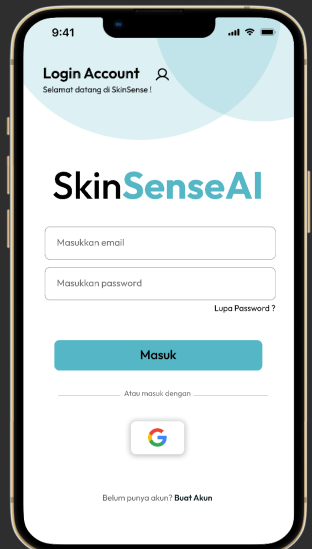 9:41
Login Account
Selamat datang di SkinSense !
SkinSenseAI
Masukkan email
Masukkan password
Lupa Password ?
Masuk
Atau masuk dengan
G
Belum punya akun? Buat Akun